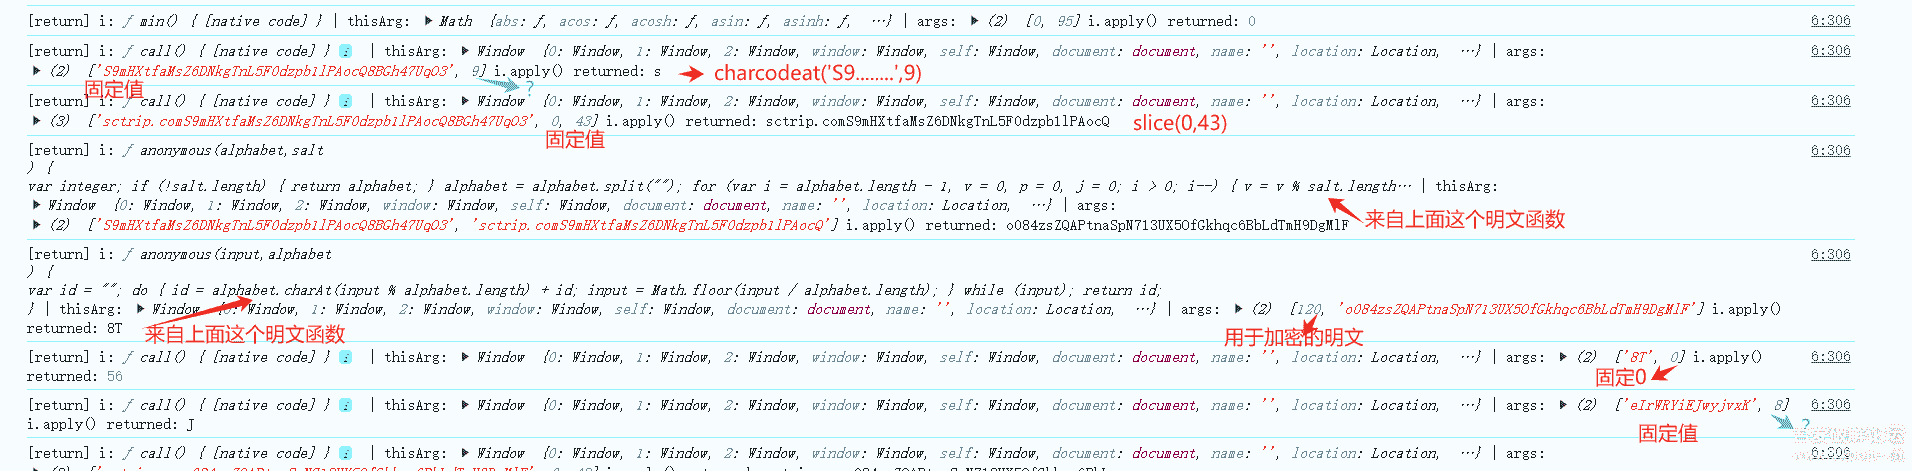 [return] i: ƒ min() { [native code] } | thisArg: ▶Math {abs: ƒ, acos: ƒ, acosh: ƒ, asin: ƒ, asinh: ƒ, …} | args: ▶(2) [0, 95] i.apply() returned: 0 6:306
[return] i: ƒ call() { [native code] } i | thisArg: ▶Window {0: Window, 1: Window, 2: Window, window: Window, self: Window, document: document, name: '', location: Location, …} | args: 6:306
▶(2) ['S9mHXtfaMsZ6DNkgTnL5F0dzpb1lPAocQ8BGh47UqO3', 9] i.apply() returned: s charcodeat('S9........',9)
固定值 ?
[return] i: ƒ call() { [native code] } i | thisArg: ▶Window {0: Window, 1: Window, 2: Window, window: Window, self: Window, document: document, name: '', location: Location, …} | args: 6:306
▶(3) ['sctrip.comS9mHXtfaMsZ6DNkgTnL5F0dzpb1lPAocQ8BGh47UqO3', 0, 43] i.apply() returned: sctrip.comS9mHXtfaMsZ6DNkgTnL5F0dzpb1lPAocQ slice(0,43)
固定值
[return] i: ƒ anonymous(alphabet,salt 6:306
) {
var integer; if (!salt.length) { return alphabet; } alphabet = alphabet.split(""); for (var i = alphabet.length - 1, v = 0, p = 0, j = 0; i > 0; i--) { v = v % salt.length… | thisArg:
▶Window {0: Window, 1: Window, 2: Window, window: Window, self: Window, document: document, name: '', location: Location, …} | args:
来自上面这个明文函数
▶(2) ['S9mHXtfaMsZ6DNkgTnL5F0dzpb1lPAocQ8BGh47UqO3', 'sctrip.comS9mHXtfaMsZ6DNkgTnL5F0dzpb1lPAocQ'] i.apply() returned: o084zsZQAPtnaSpN713UX5OfGkhqc6BbLdTmH9DgMlF
[return] i: ƒ anonymous(input,alphabet 6:306
) {
var id = ""; do { id = alphabet.charAt(input % alphabet.length) + id; input = Math.floor(input / alphabet.length); } while (input); return id;
} | thisArg: ▶Window {0: Window, 1: Window, 2: Window, window: Window, self: Window, document: document, name: '', location: Location, …} | args: ▶(2) [120, 'o084zsZQAPtnaSpN713UX5OfGkhqc6BbLdTmH9DgMlF'] i.apply()
returned: 8T 来自上面这个明文函数 用于加密的明文
[return] i: ƒ call() { [native code] } i | thisArg: ▶Window {0: Window, 1: Window, 2: Window, window: Window, self: Window, document: document, name: '', location: Location, …} | args: ▶(2) ['8T', 0] i.apply() 6:306
returned: 56 固定0
[return] i: ƒ call() { [native code] } i | thisArg: ▶Window {0: Window, 1: Window, 2: Window, window: Window, self: Window, document: document, name: '', location: Location, …} | args: ▶(2) ['eIrWRYiEJwyjvxK', 8] 6:306
i.apply() returned: J 固定值 ?
[return] i: ƒ call() { [native code] } i | thisArg: ▶Window {0: Window, 1: Window, 2: Window, window: Window, self: Window, document: document, name: '', location: Location, …} | args: 6:306